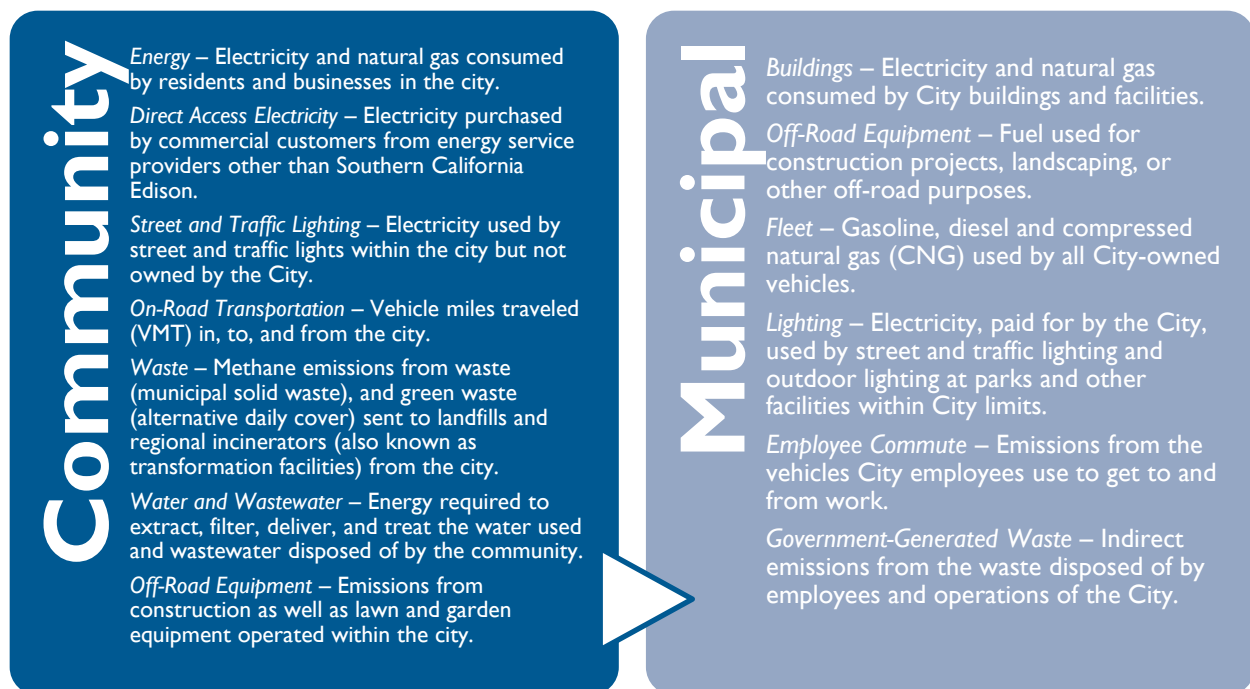 Community
Energy – Electricity and natural gas consumed
by residents and businesses in the city.
Direct Access Electricity – Electricity purchased
by commercial customers from energy service
providers other than Southern California
Edison.
Street and Traffic Lighting – Electricity used by
street and traffic lights within the city but not
owned by the City.
On-Road Transportation – Vehicle miles traveled
(VMT) in, to, and from the city.
Waste – Methane emissions from waste
(municipal solid waste), and green waste
(alternative daily cover) sent to landfills and
regional incinerators (also known as
transformation facilities) from the city.
Water and Wastewater – Energy required to
extract, filter, deliver, and treat the water used
and wastewater disposed of by the community.
Off-Road Equipment – Emissions from
construction as well as lawn and garden
equipment operated within the city.
Municipal
Buildings – Electricity and natural gas
consumed by City buildings and facilities.
Off-Road Equipment – Fuel used for
construction projects, landscaping, or
other off-road purposes.
Fleet – Gasoline, diesel and compressed
natural gas (CNG) used by all City-owned
vehicles.
Lighting – Electricity, paid for by the City,
used by street and traffic lighting and
outdoor lighting at parks and other
facilities within City limits.
Employee Commute – Emissions from the
vehicles City employees use to get to and
from work.
Government-Generated Waste – Indirect
emissions from the waste disposed of by
employees and operations of the City.